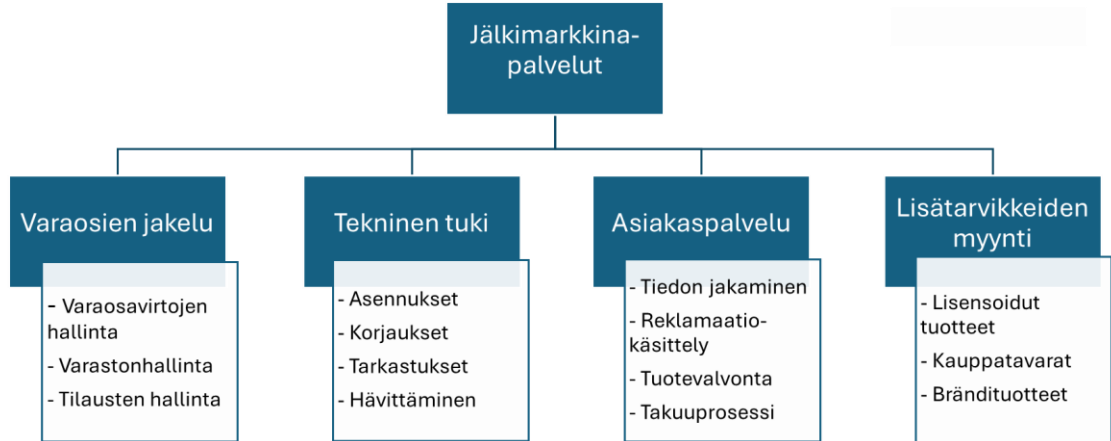 Jälkimarkkina-
palvelut
Varaosien jakelu
- Varaosavirtojen
hallinta
- Varastonhallinta
- Tilausten hallinta
Tekninen tuki
- Asennukset
- Korjaukset
- Tarkastukset
- Hävittäminen
Asiakaspalvelu
- Tiedon jakaminen
- Reklamaatio-
käsittely
- Tuotevalvonta
- Takuuprosessi
Lisätarvikkeiden
myynti
- Lisensoidut
tuotteet
- Kauppatavarat
- Brändituotteet